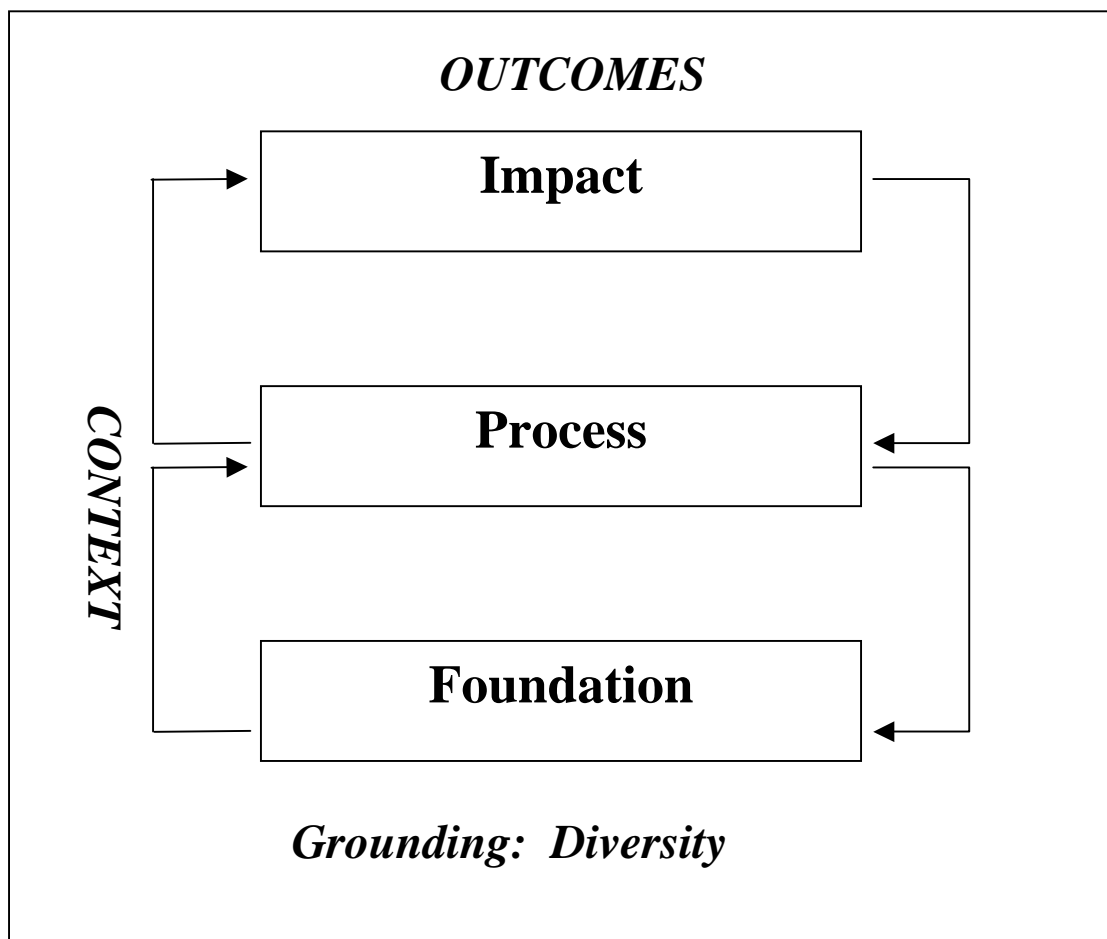 OUTCOMES
Impact
Process
CONTEXT
Foundation
Grounding: Diversity